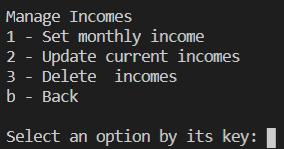 Manage Incomes
1 - Set monthly income
2 - Update current incomes
3 - Delete  incomes
b - Back
Select an option by its key: